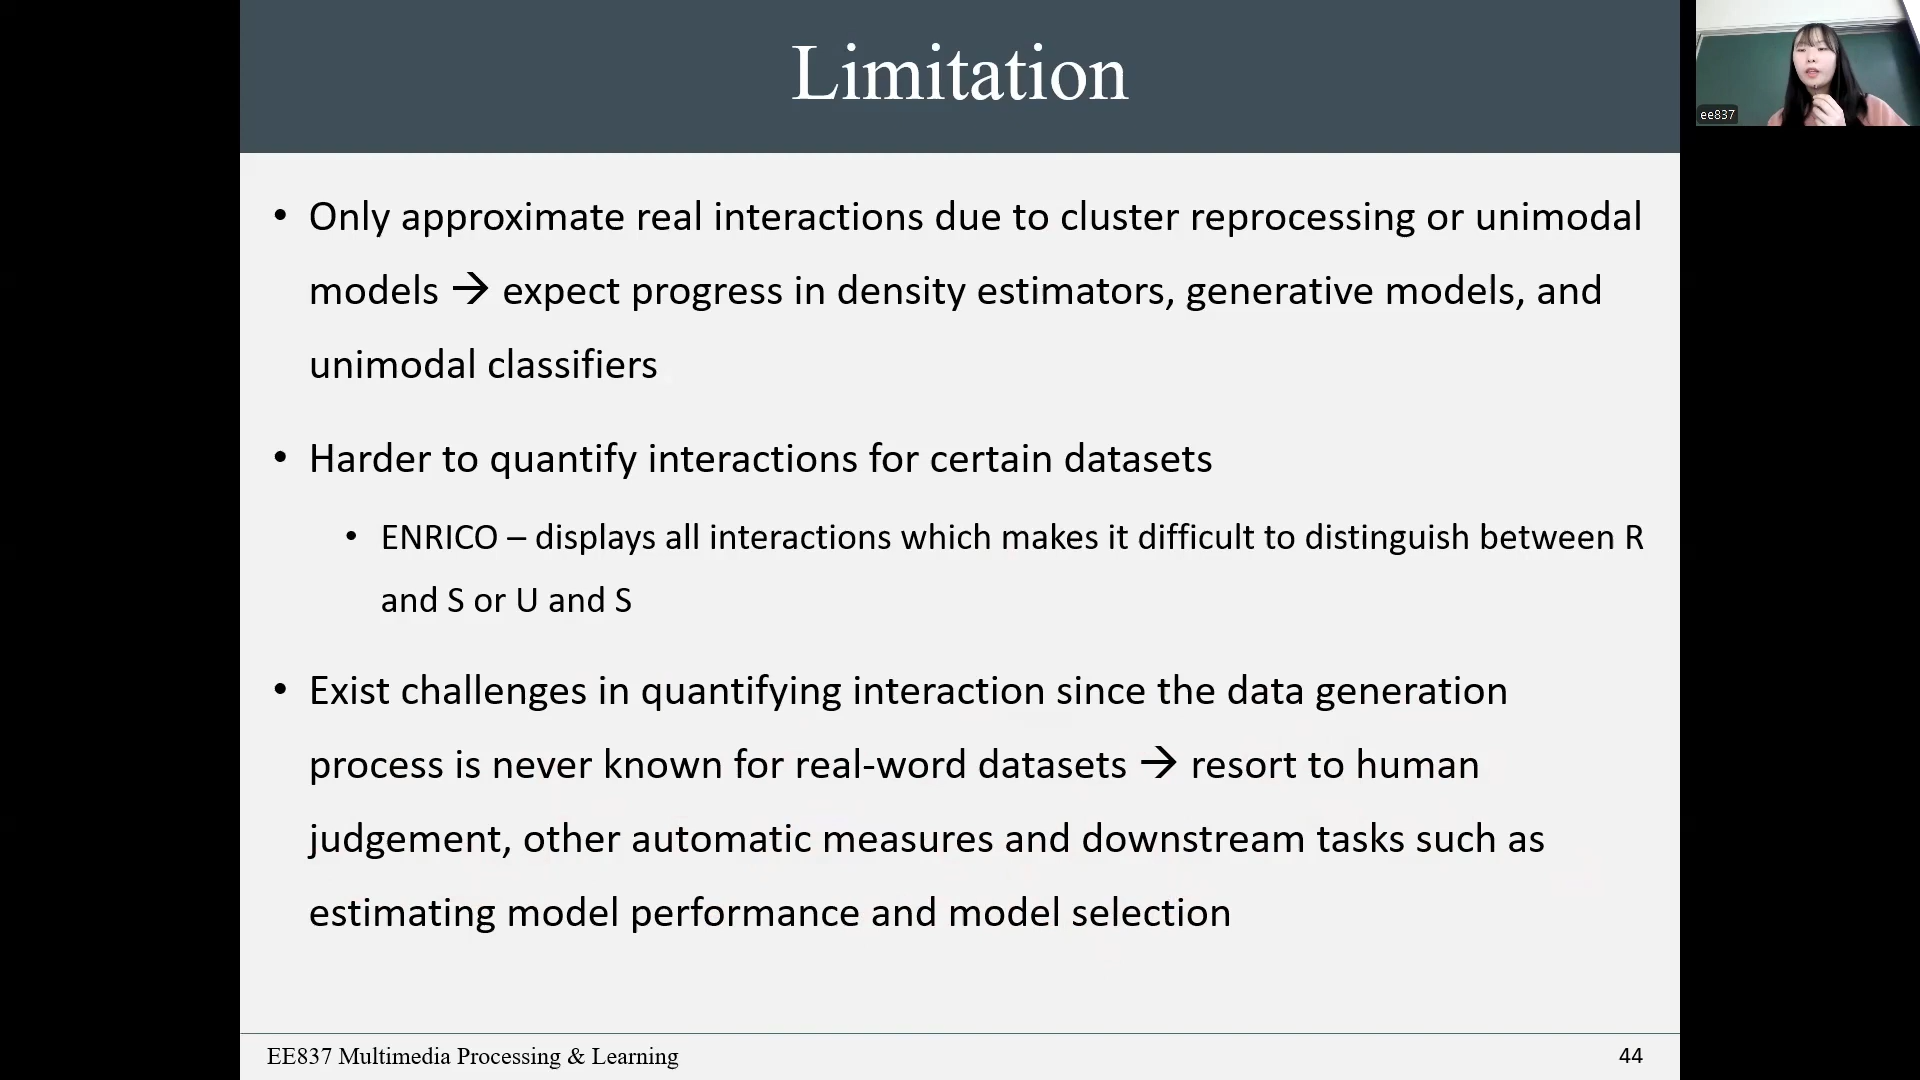 Limitation
ee837
• Only approximate real interactions due to cluster reprocessing or unimodal
models → expect progress in density estimators, generative models, and
unimodal classifiers
• Harder to quantify interactions for certain datasets
• ENRICO – displays all interactions which makes it difficult to distinguish between R
and S or U and S
• Exist challenges in quantifying interaction since the data generation
process is never known for real-word datasets → resort to human
judgement, other automatic measures and downstream tasks such as
estimating model performance and model selection
EE837 Multimedia Processing & Learning
44